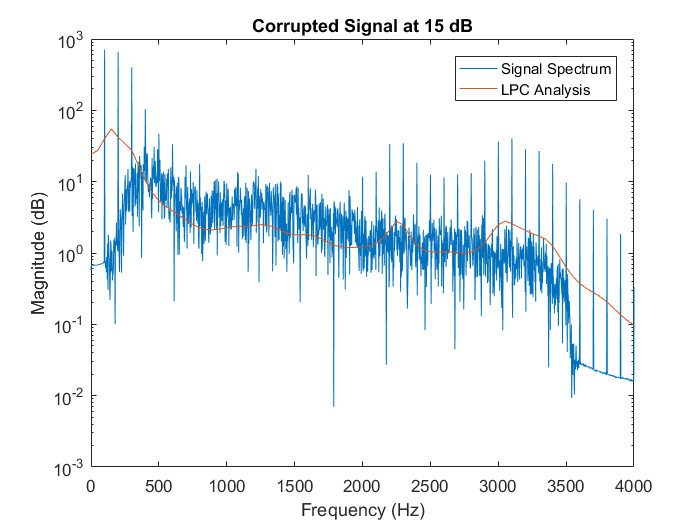 Corrupted Signal at 15 dB
Signal Spectrum
LPC Analysis
Magnitude (dB)
10^3
10^2
10^1
10^0
10^-1
10^-2
10^-3
0 500 1000 1500 2000 2500 3000 3500 4000
Frequency (Hz)